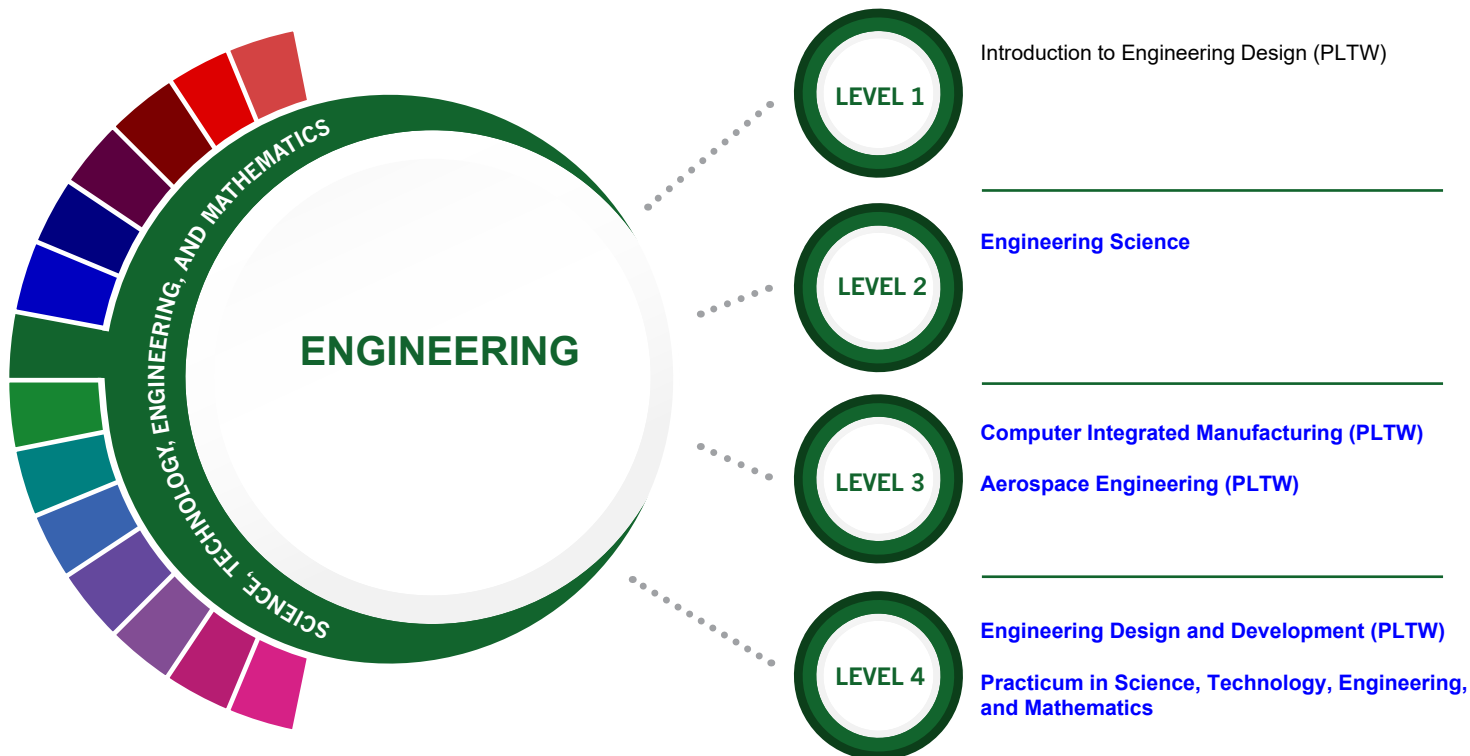 SCIENCE, TECHNOLOGY, ENGINEERING, AND MATHEMATICS
ENGINEERING
LEVEL 1
Introduction to Engineering Design (PLTW)
LEVEL 2
Engineering Science
LEVEL 3
Computer Integrated Manufacturing (PLTW)
Aerospace Engineering (PLTW)
LEVEL 4
Engineering Design and Development (PLTW)
Practicum in Science, Technology, Engineering,
and Mathematics